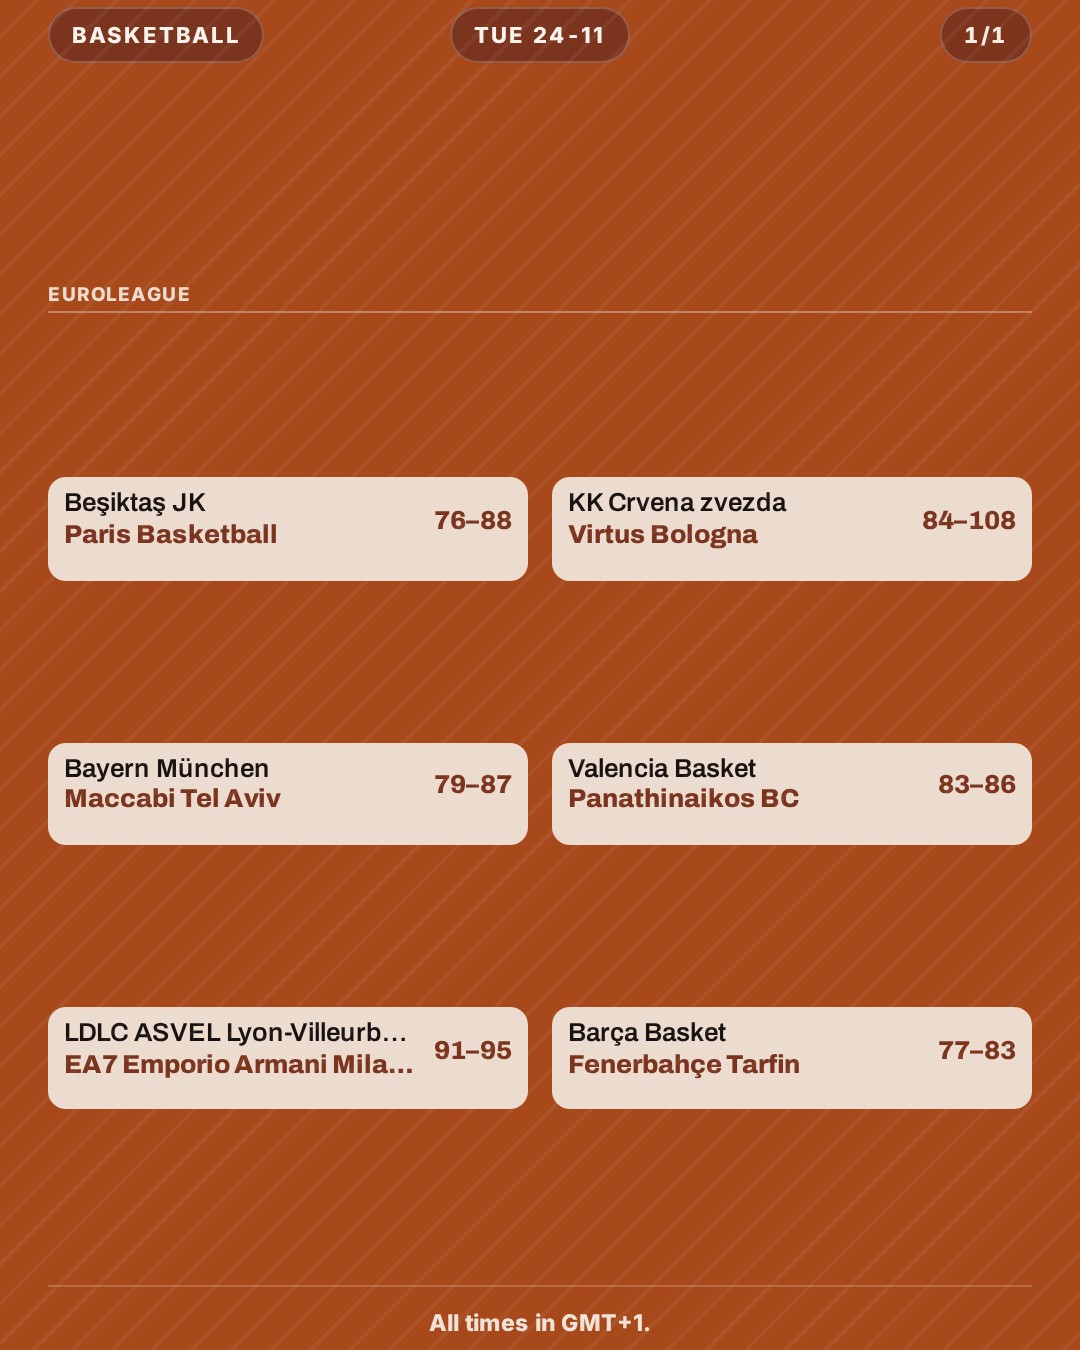 BASKETBALL
TUE 24-11
1/1
EUROLEAGUE
Beşiktaş JK
Paris Basketball
76–88
KK Crvena zvezda
Virtus Bologna
84–108
Bayern München
Maccabi Tel Aviv
79–87
Valencia Basket
Panathinaikos BC
83–86
LDLC ASVEL Lyon-Villeurb…
EA7 Emporio Armani Mila…
91–95
Barça Basket
Fenerbahçe Tarfin
77–83
All times in GMT+1.